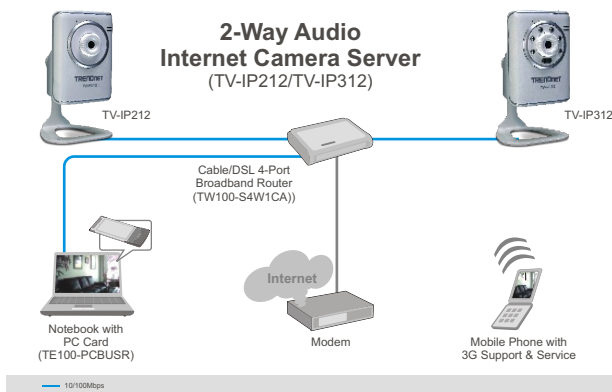 2-Way Audio
Internet Camera Server
(TV-IP212/TV-IP312)
TRENDnet
TRENDnet
TV-IP212
TV-IP312
Cable/DSL 4-Port
Broadband Router
(TW100-S4W1CA))
Internet
Notebook with
PC Card
(TE100-PCBUSR)
Modem
Mobile Phone with
3G Support & Service
10/100Mbps